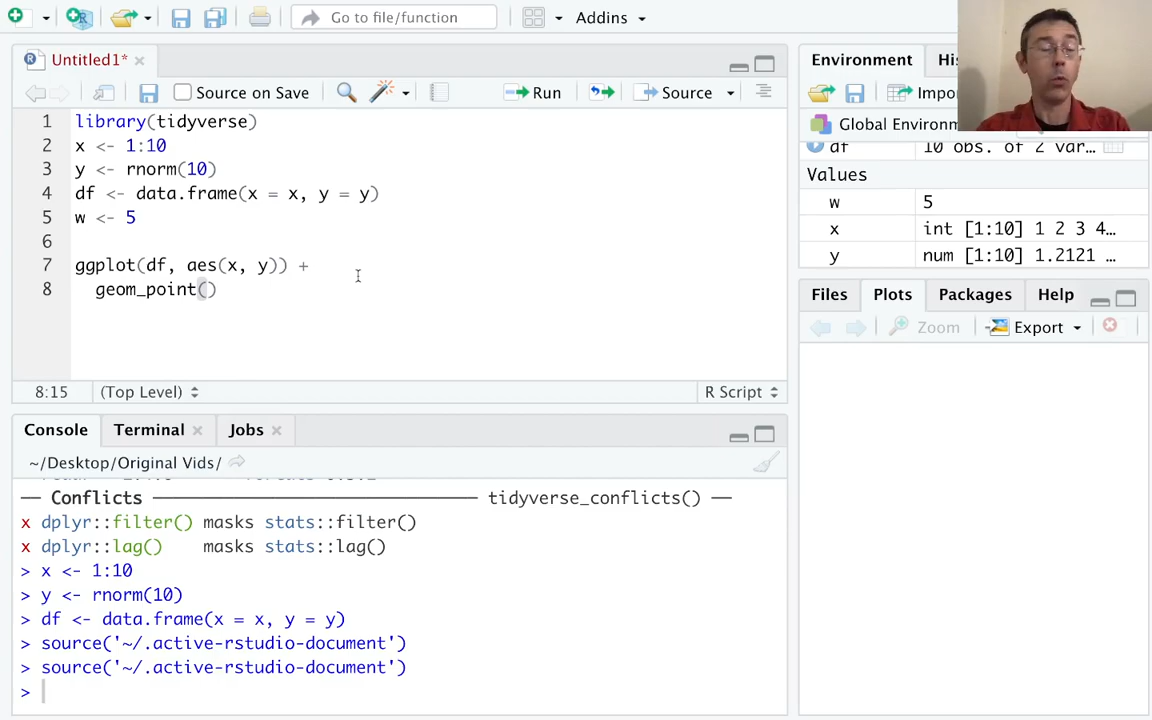 Go to file/function
Addins
Untitled1*
Source on Save
Run
Source
1 library(tidyverse)
2 x <- 1:10
3 y <- rnorm(10)
4 df <- data.frame(x = x, y = y)
5 w <- 5
6
7 ggplot(df, aes(x, y)) +
8 geom_point()
8:15 (Top Level) R Script
Console Terminal Jobs
~/Desktop/Original Vids/
── Conflicts ──────────────── tidyverse_conflicts() ──
x dplyr::filter() masks stats::filter()
x dplyr::lag() masks stats::lag()
> x <- 1:10
> y <- rnorm(10)
> df <- data.frame(x = x, y = y)
> source('~/.active-rstudio-document')
> source('~/.active-rstudio-document')
>
Environment His
Impo
Global Environm
df 10 obs. of 2 var…
Values
w 5
x int [1:10] 1 2 3 4…
y num [1:10] 1.2121 …
Files Plots Packages Help
Zoom Export